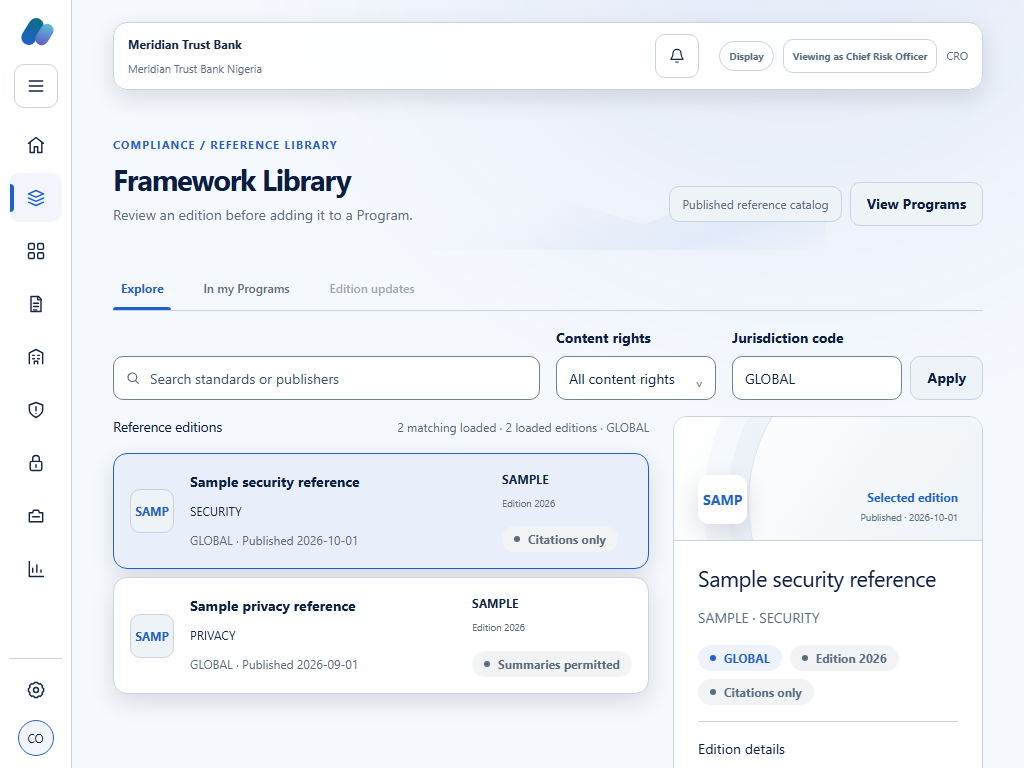 Meridian Trust Bank
Meridian Trust Bank Nigeria
Display
Viewing as Chief Risk Officer
CRO
COMPLIANCE / REFERENCE LIBRARY
Framework Library
Review an edition before adding it to a Program.
Published reference catalog
View Programs
Explore
In my Programs
Edition updates
Content rights
Jurisdiction code
Search standards or publishers
All content rights
GLOBAL
Apply
Reference editions
2 matching loaded · 2 loaded editions · GLOBAL
SAMP
Sample security reference
SECURITY
GLOBAL · Published 2026-10-01
SAMPLE
Edition 2026
Citations only
SAMP
Sample privacy reference
PRIVACY
GLOBAL · Published 2026-09-01
SAMPLE
Edition 2026
Summaries permitted
SAMP
Selected edition
Published · 2026-10-01
Sample security reference
SAMPLE · SECURITY
GLOBAL
Edition 2026
Citations only
Edition details
CO